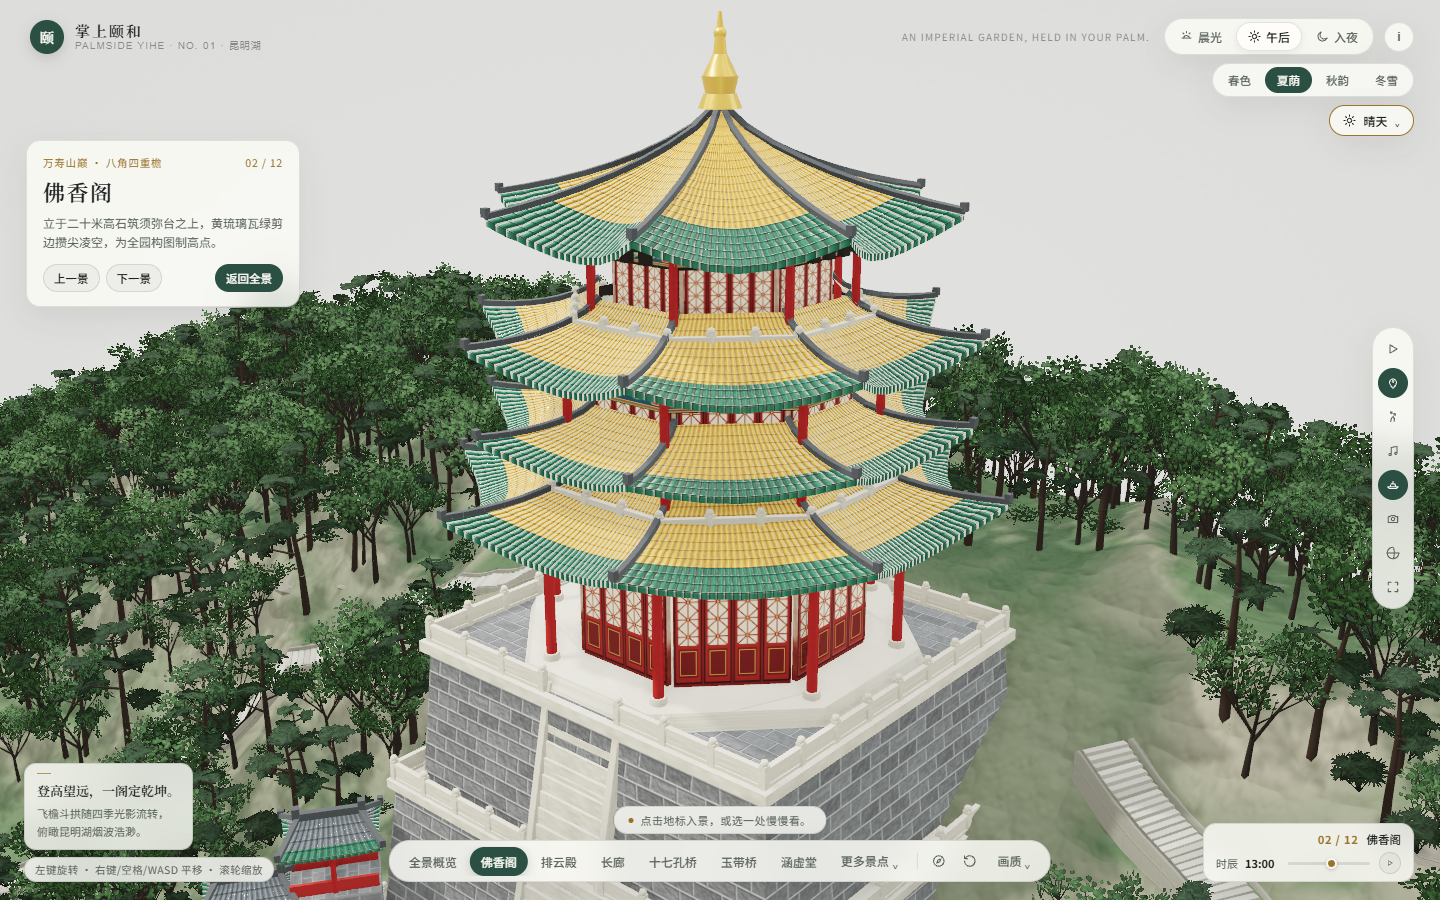 颐
掌上颐和
PALMSIDE YIHE · NO. 01 · 昆明湖
AN IMPERIAL GARDEN, HELD IN YOUR PALM.
晨光
午后
入夜
i
春色
夏荫
秋韵
冬雪
晴天
万寿山巅 · 八角四重檐
02 / 12
佛香阁
立于二十米高石筑须弥台之上，黄琉璃瓦绿剪
边攒尖凌空，为全园构图制高点。
上一景
下一景
返回全景
登高望远，一阁定乾坤。
飞檐斗拱随四季光影流转，
俯瞰昆明湖烟波浩渺。
左键旋转 · 右键/空格/WASD 平移 · 滚轮缩放
点击地标入景，或选一处慢慢看。
全景概览
佛香阁
排云殿
长廊
十七孔桥
玉带桥
涵虚堂
更多景点
画质
02 / 12 佛香阁
时辰 13:00